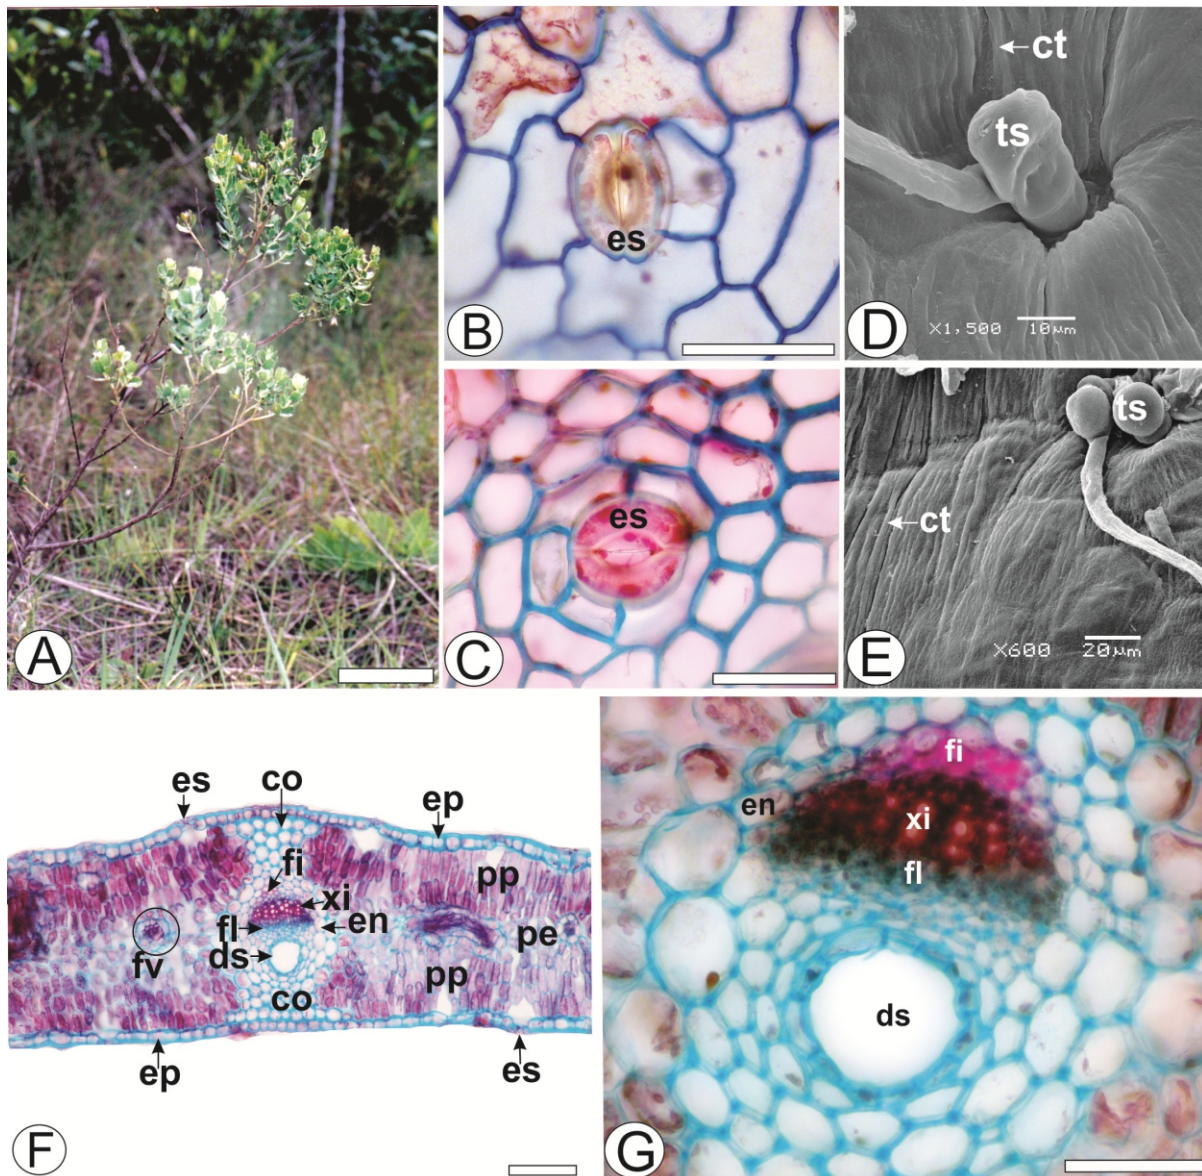 A
es
B
es
C
ct
ts
D
X1,500 10µm
ts
ct
E
X600 20µm
co
es
ep
fi
pp
xi
fl
en
pe
fv
ds
pp
co
ep
es
F
fi
en
xi
fl
ds
G